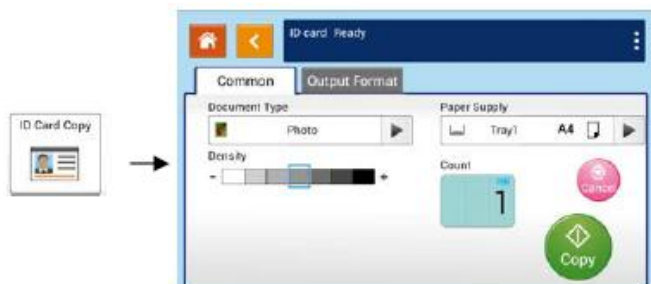 ID Card Copy
ID card Ready
Common
Output Format
Document Type
Paper Supply
Photo
Tray1 A4
Density
Count
- +
1
Cancel
Copy